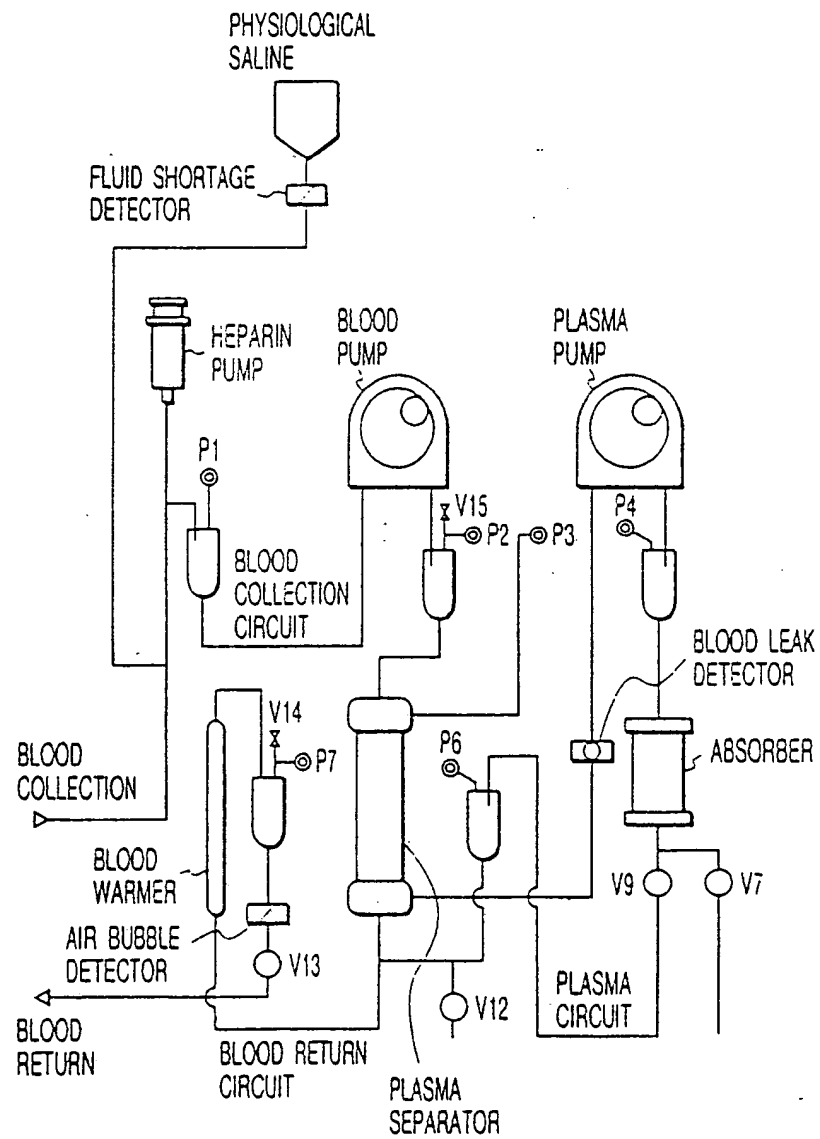 PHYSIOLOGICAL
SALINE
FLUID SHORTAGE
DETECTOR
HEPARIN
PUMP
BLOOD
PUMP
PLASMA
PUMP
P1
V15
P2
P3
P4
BLOOD
COLLECTION
CIRCUIT
BLOOD LEAK
DETECTOR
V14
P7
P6
ABSORBER
BLOOD
COLLECTION
BLOOD
WARMER
V9
V7
AIR BUBBLE
DETECTOR
V13
V12
PLASMA
CIRCUIT
BLOOD
RETURN
BLOOD RETURN
CIRCUIT
PLASMA
SEPARATOR